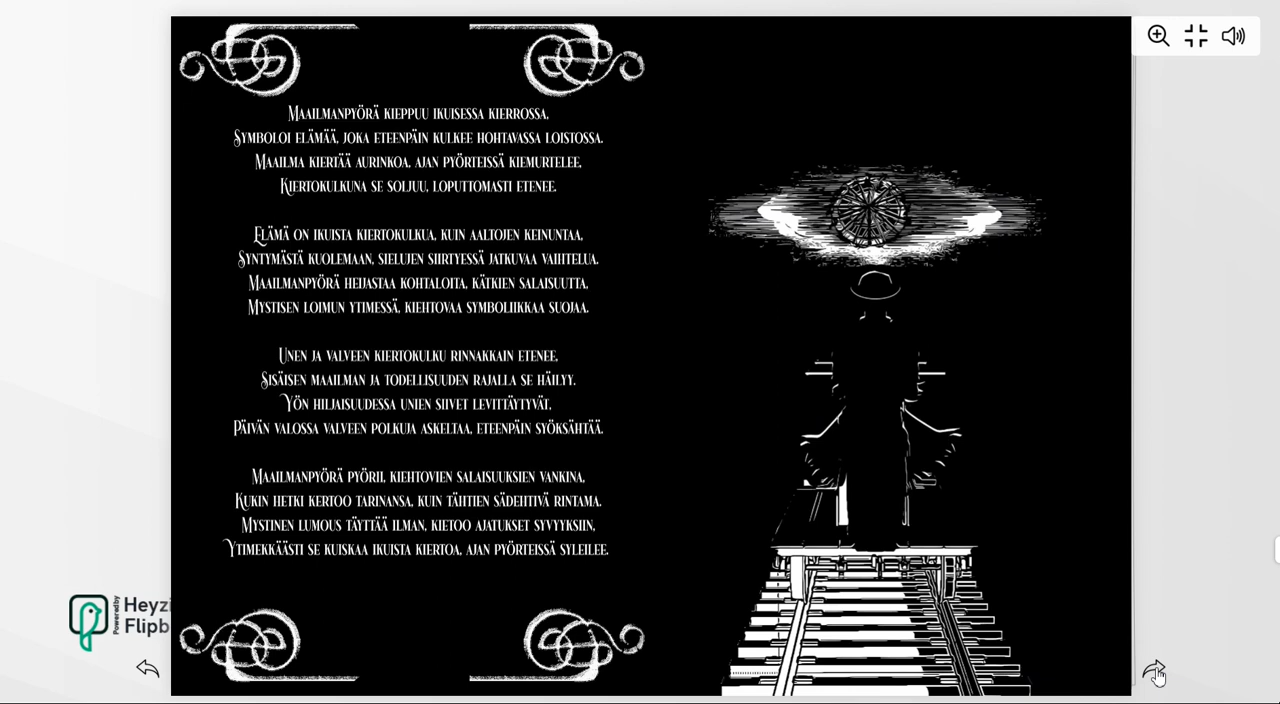 Maailmanpyörä kieppuu ikuisessa kierrossa,
Symboloi elämää, joka eteenpäin kulkee hohtavassa loistossa.
Maailma kiertää aurinkoa, ajan pyörteissä kiemurtelee,
Kiertokulkuna se soljuu, loputtomasti etenee.
Elämä on ikuista kiertokulkua, kuin aaltojen keinuntaa,
Syntymästä kuolemaan, sielujen siirtyessä jatkuvaa vaihtelua.
Maailmanpyörä heijastaa kohtaloita, kätkien salaisuutta,
Mystisen loimun ytimessä, kiehtovaa symboliikkaa suojaa.
Unen ja valveen kiertokulku rinnakkain etenee,
Sisäisen maailman ja todellisuuden rajalla se häilyy.
Yön hiljaisuudessa unien siivet levittäytyvät,
Päivän valossa valveen polkuja askeltaa, eteenpäin syöksähtää.
Maailmanpyörä pyörii, kiehtovien salaisuuksien vankina,
Kukin hetki kertoo tarinansa, kuin tähtien sädehtivä rintama.
Mystinen lumous täyttää ilman, kietoo ajatukset syvyyksiin,
Ytimekkäästi se kuiskaa ikuista kiertoa, ajan pyörteissä syleilee.
Powered by
Heyzi
Flipb